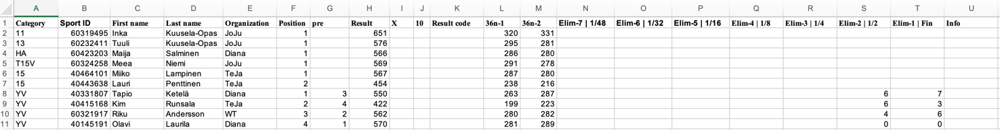 A B C D E F G H I J K L M N O P Q R S T U
1 Category Sport ID First name Last name Organization Position pre Result X 10 Result code 36n-1 36n-2 Elim-7 | 1/48 Elim-6 | 1/32 Elim-5 | 1/16 Elim-4 | 1/8 Elim-3 | 1/4 Elim-2 | 1/2 Elim-1 | Fin Info
2 11 60319495 Inka Kuusela-Opas JoJu 1 651 320 331
3 13 60232411 Tuuli Kuusela-Opas JoJu 1 576 295 281
4 HA 60423203 Maija Salminen Diana 1 566 286 280
5 T15V 60324258 Meea Niemi JoJu 1 569 291 278
6 15 40464101 Miiko Lampinen TeJa 1 567 287 280
7 15 40443638 Lauri Penttinen TeJa 2 454 238 216
8 YV 40331807 Tapio Ketelä Diana 1 3 550 263 287 6 7
9 YV 40415168 Kim Runsala TeJa 2 4 422 199 223 6 3
10 YV 60321917 Riku Andersson WT 3 2 562 280 282 4 6
11 YV 40145191 Olavi Laurila Diana 4 1 570 281 289 0 0